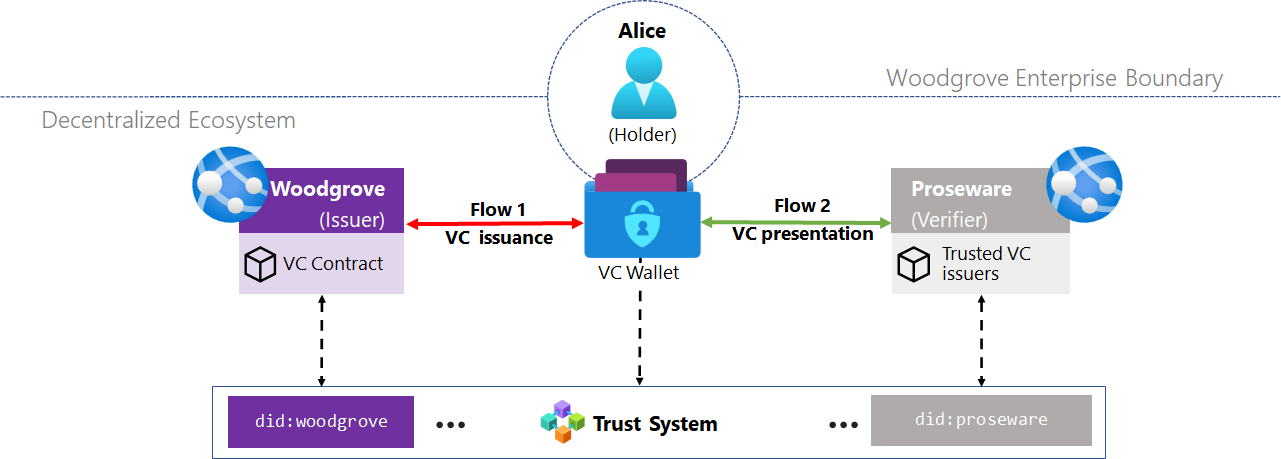 Alice
(Holder)
Woodgrove Enterprise Boundary
Decentralized Ecosystem
Woodgrove
(Issuer)
VC Contract
Flow 1
VC issuance
VC Wallet
Flow 2
VC presentation
Proseware
(Verifier)
Trusted VC
issuers
did:woodgrove
...
Trust System
...
did:proseware